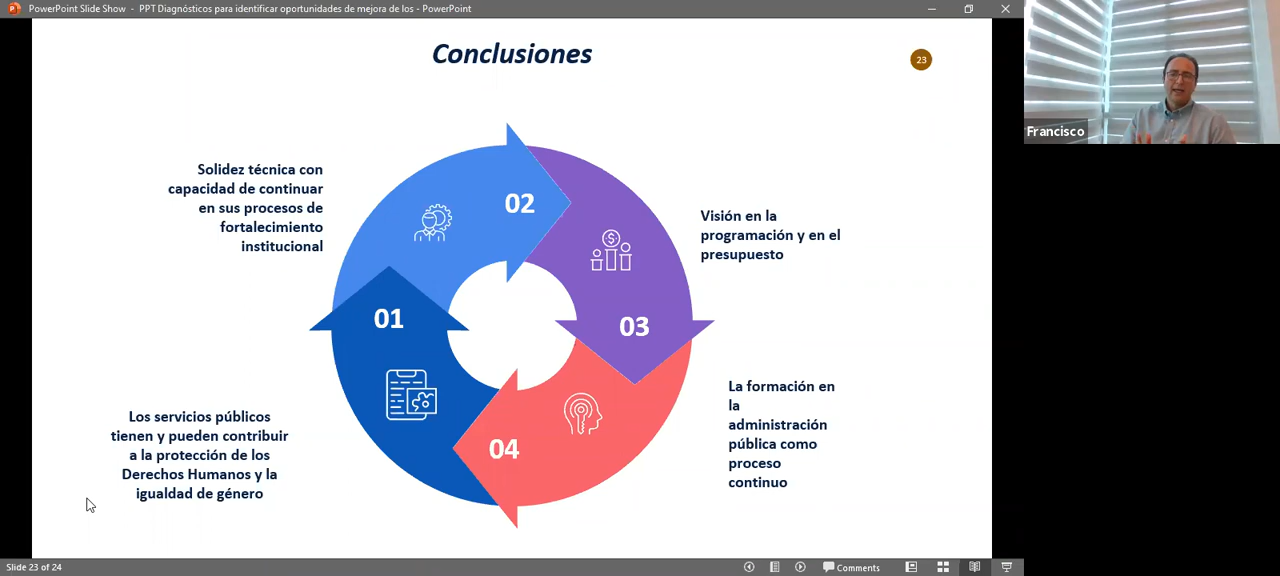 PowerPoint Slide Show - PPT Diagnósticos para identificar oportunidades de mejora de los - PowerPoint
Conclusiones
23
Francisco
Solidez técnica con
capacidad de continuar
en sus procesos de
fortalecimiento
institucional
02
Visión en la
programación y en el
presupuesto
01
03
Los servicios públicos
tienen y pueden contribuir
a la protección de los
Derechos Humanos y la
igualdad de género
04
La formación en
la
administración
pública como
proceso
continuo
Slide 23 of 24
Comments